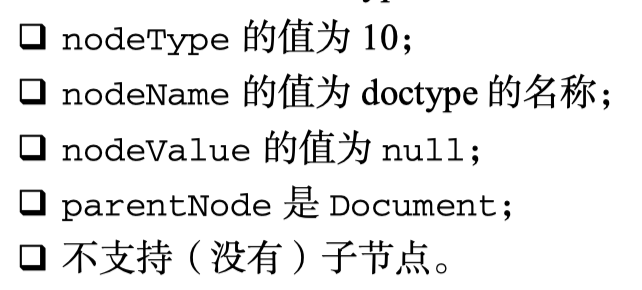 ❑ nodeType 的值为 10；
❑ nodeName 的值为 doctype 的名称；
❑ nodeValue 的值为 null；
❑ parentNode 是 Document；
❑ 不支持（没有）子节点。